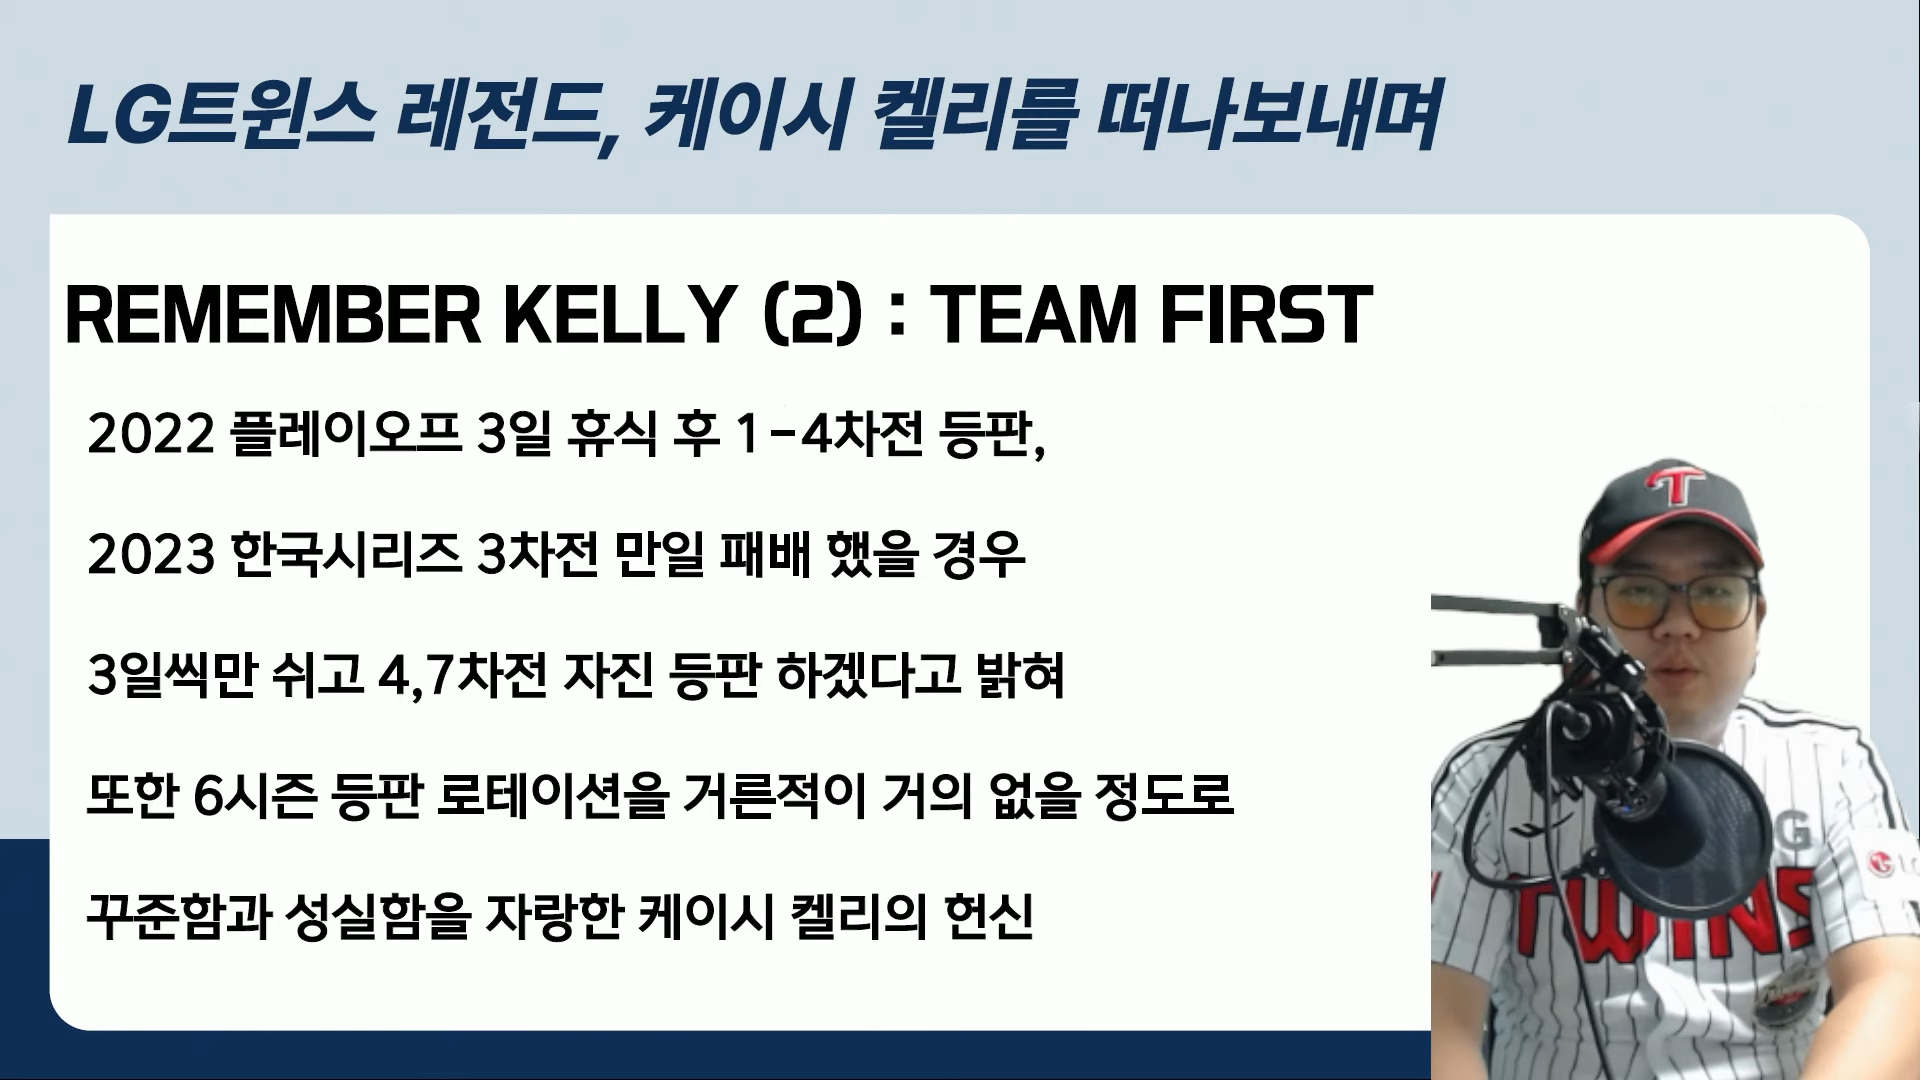 LG트윈스 레전드, 케이시 켈리를 떠나보내며
REMEMBER KELLY (2) : TEAM FIRST
2022 플레이오프 3일 휴식 후 1-4차전 등판,
2023 한국시리즈 3차전 만일 패배 했을 경우
3일씩만 쉬고 4,7차전 자진 등판 하겠다고 밝혀
또한 6시즌 등판 로테이션을 거른적이 거의 없을 정도로
꾸준함과 성실함을 자랑한 케이시 켈리의 헌신
T
G
TWINS